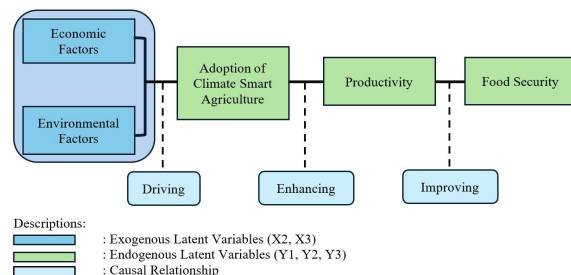 Economic
Factors
Environmental
Factors
Adoption of
Climate Smart
Agriculture
Productivity
Food Security
Driving
Enhancing
Improving
Descriptions:
: Exogenous Latent Variables (X2, X3)
: Endogenous Latent Variables (Y1, Y2, Y3)
: Causal Relationship